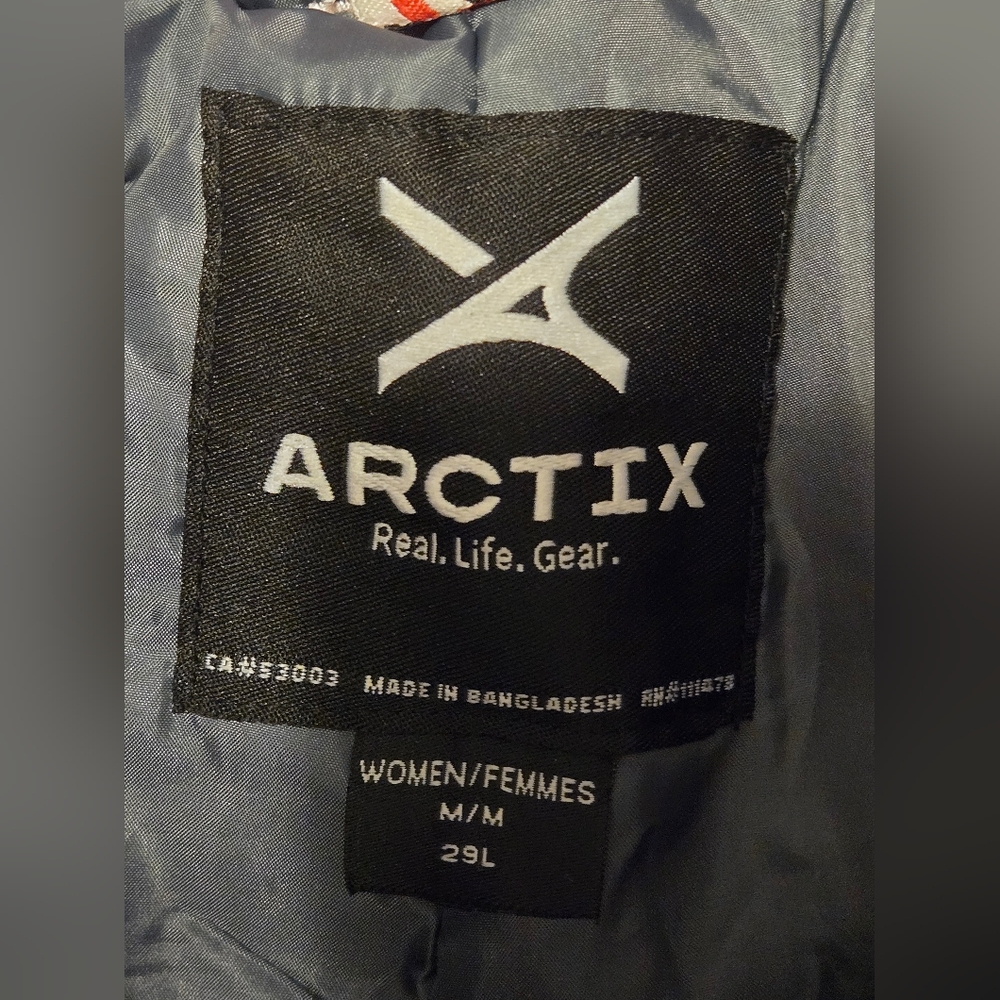 ARCTIX
Real. Life. Gear.
CA#53003 MADE IN BANGLADESH RN#111478
WOMEN/FEMMES
M/M
29L